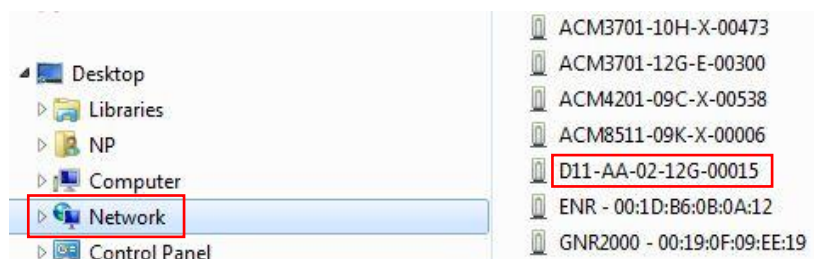 Desktop
Libraries
NP
Computer
Network
Control Panel
ACM3701-10H-X-00473
ACM3701-12G-E-00300
ACM4201-09C-X-00538
ACM8511-09K-X-00006
D11-AA-02-12G-00015
ENR - 00:1D:B6:0B:0A:12
GNR2000 - 00:19:0F:09:EE:19